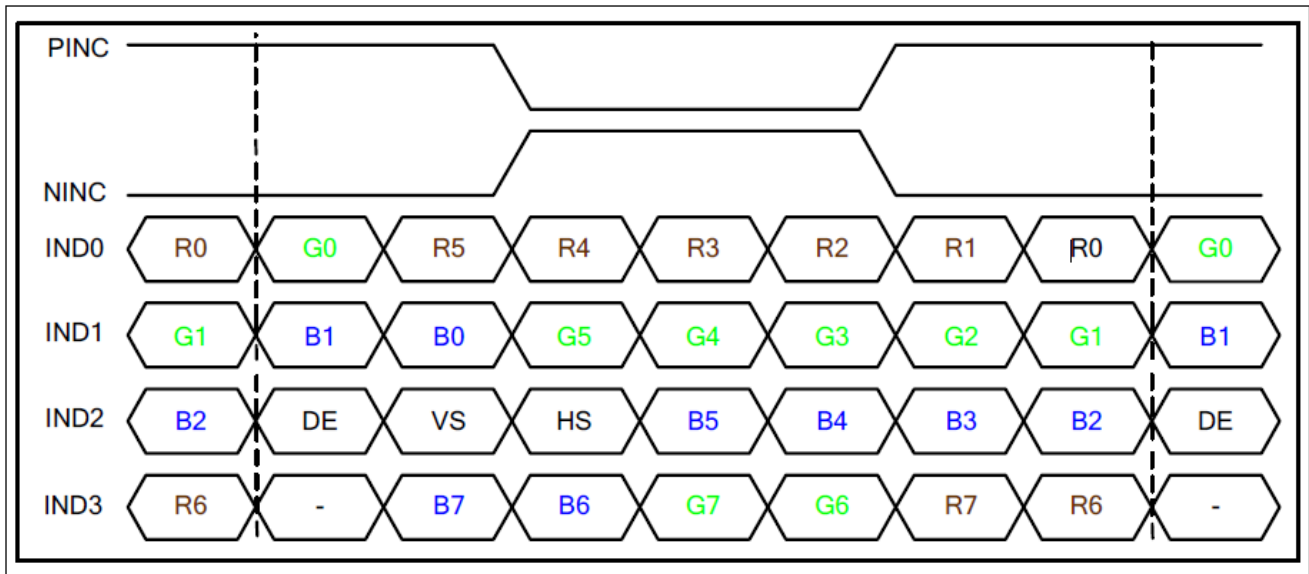 PINC
NINC
IND0 R0 G0 R5 R4 R3 R2 R1 R0 G0
IND1 G1 B1 B0 G5 G4 G3 G2 G1 B1
IND2 B2 DE VS HS B5 B4 B3 B2 DE
IND3 R6 - B7 B6 G7 G6 R7 R6 -